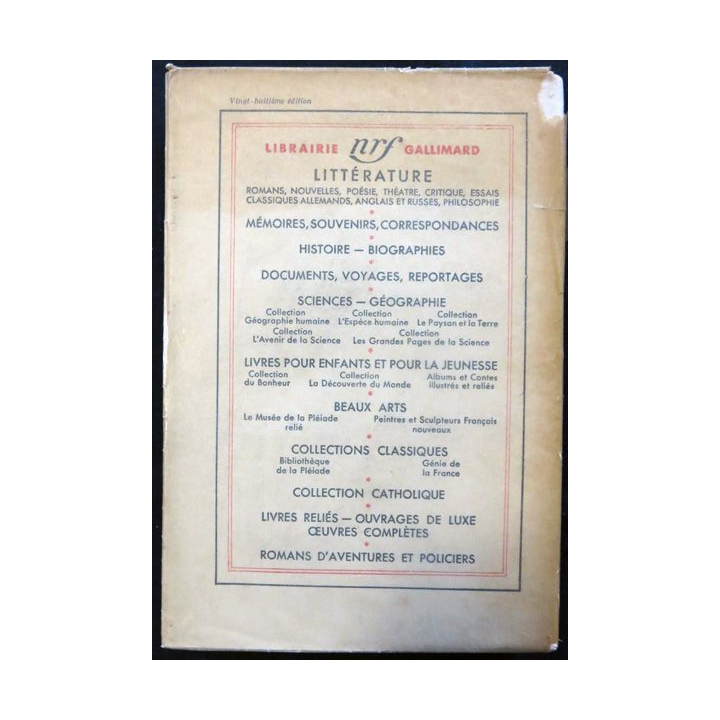 Vingt-huitième édition
LIBRAIRIE nrf GALLIMARD
LITTÉRATURE
ROMANS, NOUVELLES, POÉSIE, THÉATRE, CRITIQUE, ESSAIS
CLASSIQUES ALLEMANDS, ANGLAIS ET RUSSES, PHILOSOPHIE
*
MÉMOIRES, SOUVENIRS, CORRESPONDANCES
*
HISTOIRE — BIOGRAPHIES
*
DOCUMENTS, VOYAGES, REPORTAGES
*
SCIENCES — GÉOGRAPHIE
Collection Collection Collection
Géographie humaine L'Espèce humaine Le Paysan et la Terre
Collection Collection
L'Avenir de la Science Les Grandes Pages de la Science
*
LIVRES POUR ENFANTS ET POUR LA JEUNESSE
Collection Collection Albums et Contes
du Bonheur La Découverte du Monde illustrés et reliés
*
BEAUX ARTS
Le Musée de la Pléiade Peintres et Sculpteurs Français
relié nouveaux
*
COLLECTIONS CLASSIQUES
Bibliothèque Génie de
de la Pléiade la France
*
COLLECTION CATHOLIQUE
*
LIVRES RELIÉS — OUVRAGES DE LUXE
ŒUVRES COMPLÈTES
*
ROMANS D'AVENTURES ET POLICIERS